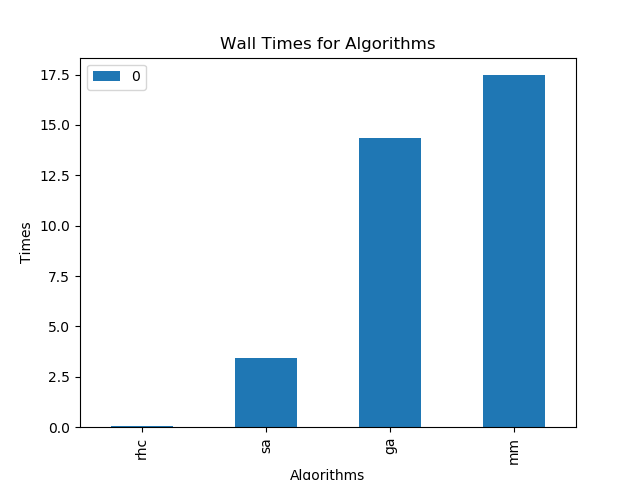 Wall Times for Algorithms
0
17.5
15.0
12.5
10.0
7.5
5.0
2.5
0.0
Times
rhc
sa
ga
mm
Algorithms